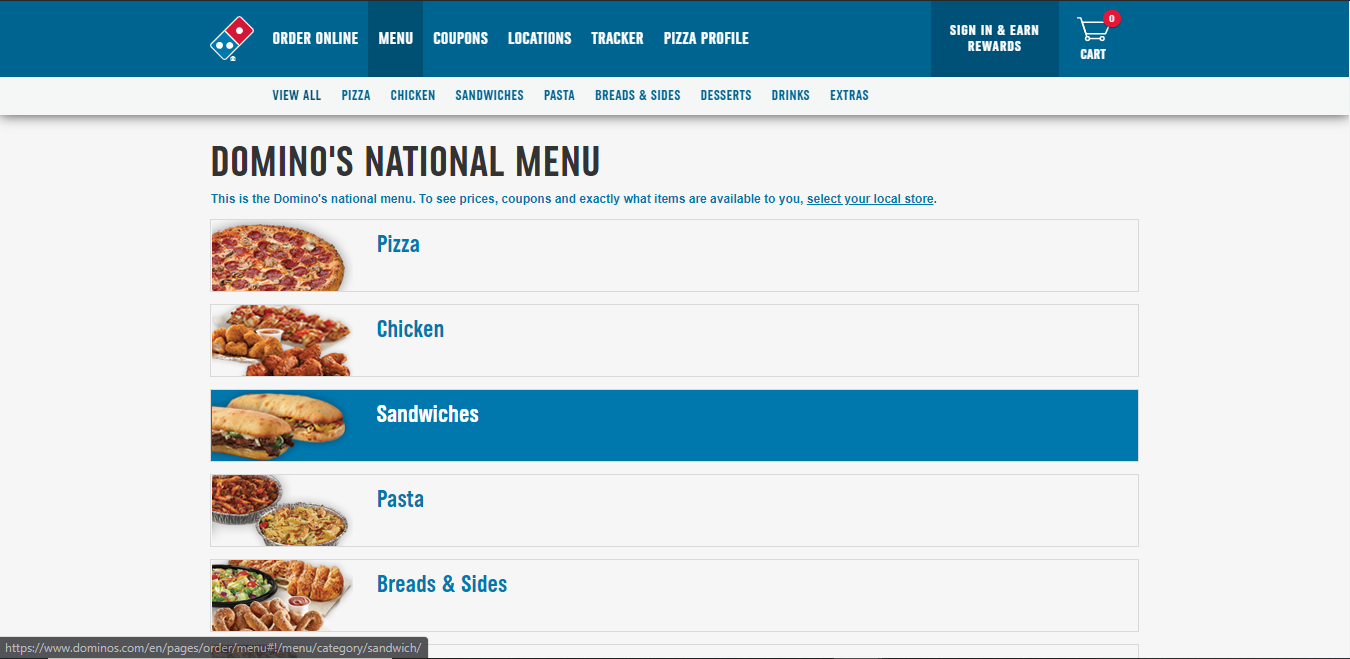 ORDER ONLINE MENU COUPONS LOCATIONS TRACKER PIZZA PROFILE
SIGN IN & EARN
REWARDS
0
CART
VIEW ALL PIZZA CHICKEN SANDWICHES PASTA BREADS & SIDES DESSERTS DRINKS EXTRAS
DOMINO'S NATIONAL MENU
This is the Domino's national menu. To see prices, coupons and exactly what items are available to you, select your local store.
Pizza
Chicken
Sandwiches
Pasta
Breads & Sides
https://www.dominos.com/en/pages/order/menu#!/menu/category/sandwich/